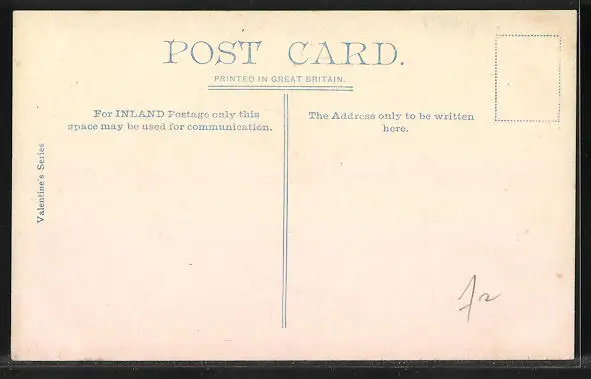 POST CARD.
PRINTED IN GREAT BRITAIN.
For INLAND Postage only this
space may be used for communication.
The Address only to be written
here.
Valentine's Series